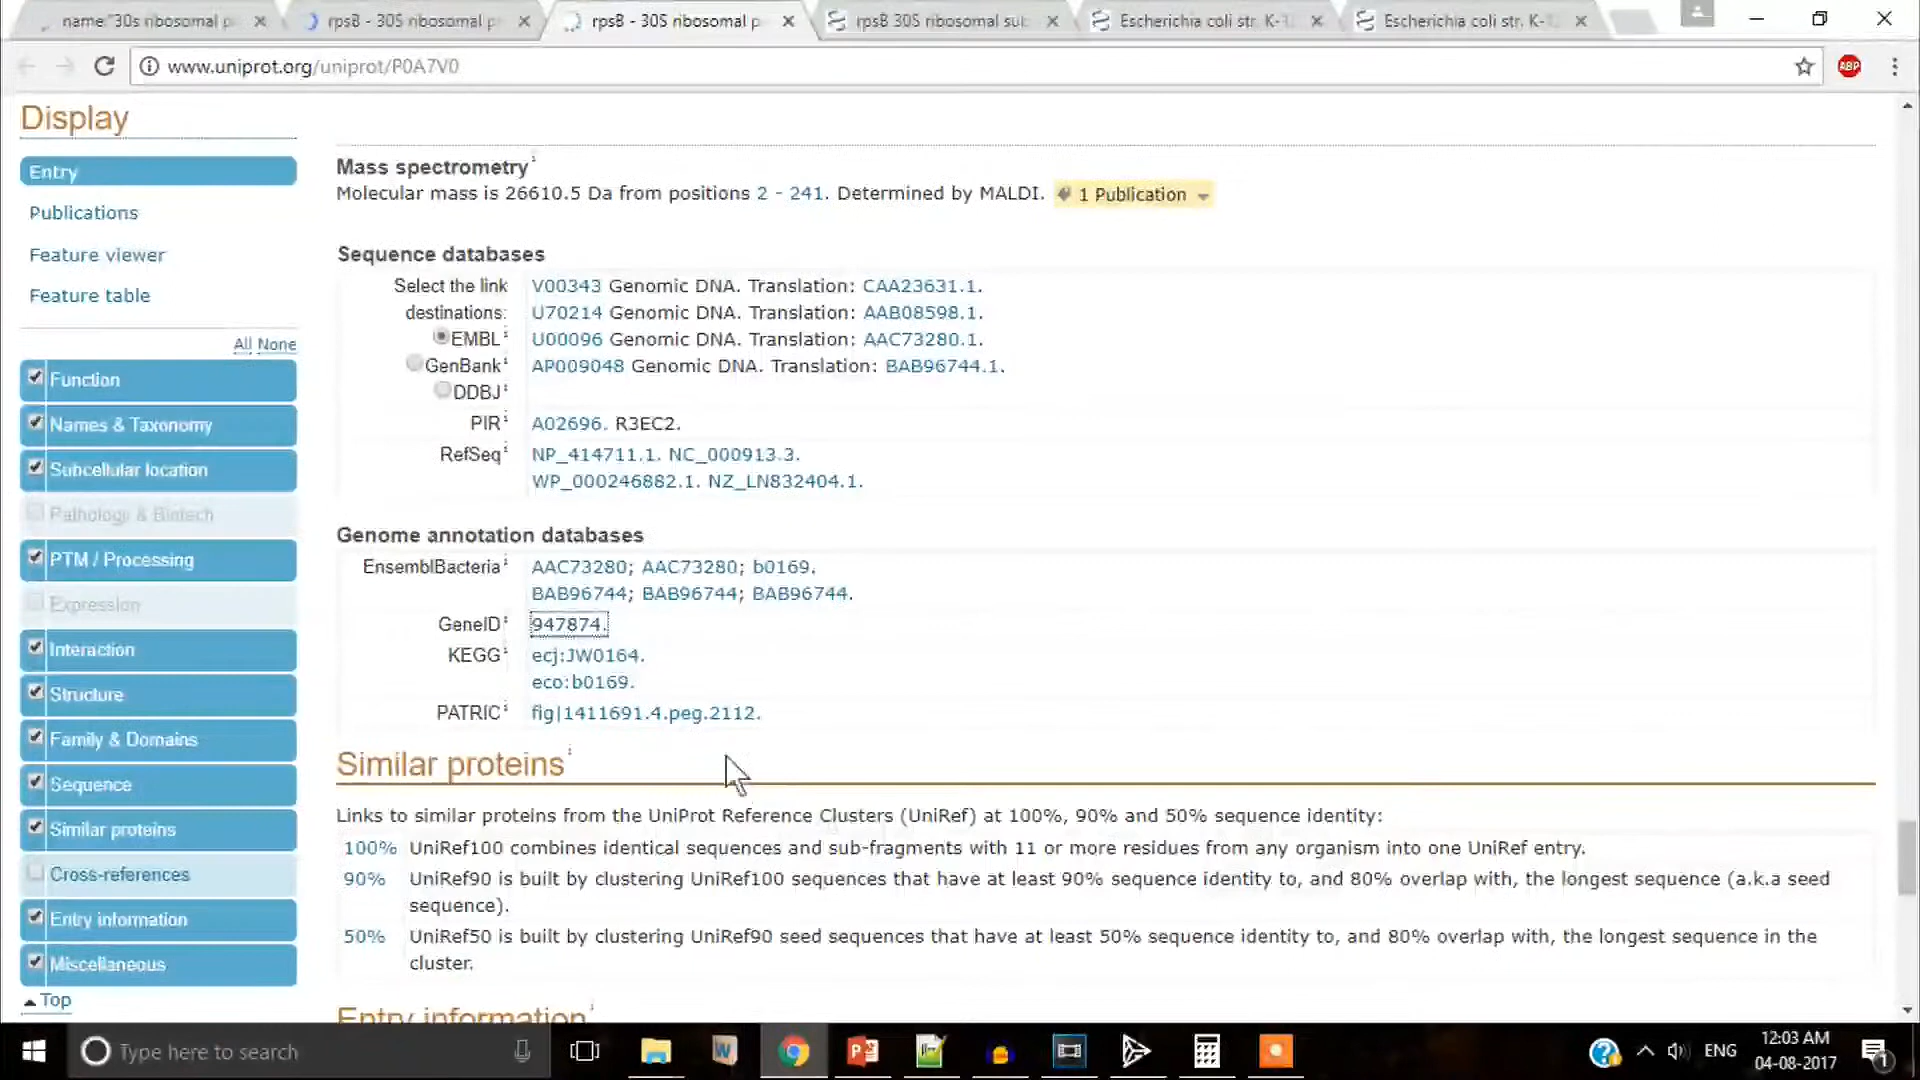 name:"30s ribosomal p
rpsB - 30S ribosomal p
rpsB - 30S ribosomal p
rpsB 30S ribosomal sub
Escherichia coli str. K-1
Escherichia coli str. K-1
www.uniprot.org/uniprot/P0A7V0
ABP
Display
Entry
Publications
Feature viewer
Feature table
All None
Function
Names & Taxonomy
Subcellular location
Pathology & Biotech
PTM / Processing
Expression
Interaction
Structure
Family & Domains
Sequence
Similar proteins
Cross-references
Entry information
Miscellaneous
Top
Mass spectrometry i
Molecular mass is 26610.5 Da from positions 2 - 241. Determined by MALDI. 1 Publication
Sequence databases
Select the link V00343 Genomic DNA. Translation: CAA23631.1.
destinations: U70214 Genomic DNA. Translation: AAB08598.1.
EMBL i U00096 Genomic DNA. Translation: AAC73280.1.
GenBank i AP009048 Genomic DNA. Translation: BAB96744.1.
DDBJ i
PIR i A02696. R3EC2.
RefSeq i NP_414711.1. NC_000913.3.
WP_000246882.1. NZ_LN832404.1.
Genome annotation databases
EnsemblBacteria i AAC73280; AAC73280; b0169.
BAB96744; BAB96744; BAB96744.
GeneID i 947874.
KEGG i ecj:JW0164.
eco:b0169.
PATRIC i fig|1411691.4.peg.2112.
Similar proteins i
Links to similar proteins from the UniProt Reference Clusters (UniRef) at 100%, 90% and 50% sequence identity:
100% UniRef100 combines identical sequences and sub-fragments with 11 or more residues from any organism into one UniRef entry.
90% UniRef90 is built by clustering UniRef100 sequences that have at least 90% sequence identity to, and 80% overlap with, the longest sequence (a.k.a seed
sequence).
50% UniRef50 is built by clustering UniRef90 seed sequences that have at least 50% sequence identity to, and 80% overlap with, the longest sequence in the
cluster.
Entry information i
Type here to search
ENG
12:03 AM
04-08-2017
1